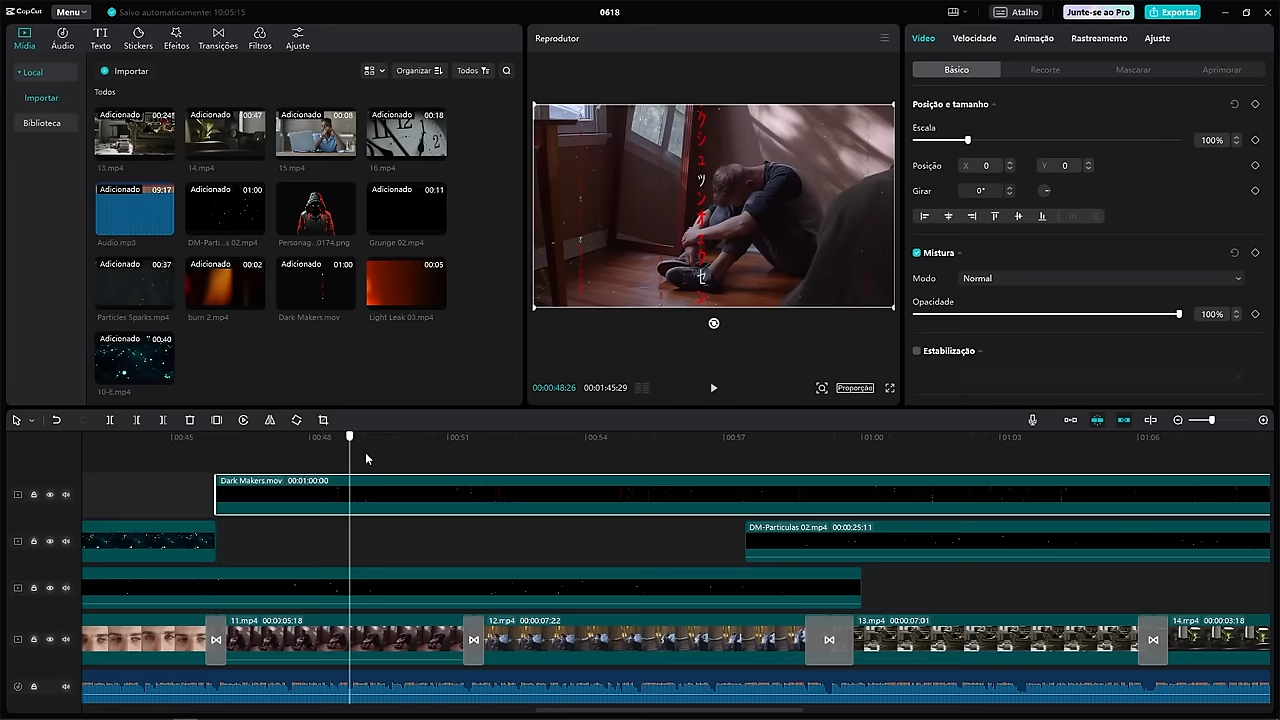 CapCut Menu Salvo automaticamente: 10:05:15 0618 Atalho Junte-se ao Pro Exportar
Mídia Áudio Texto Stickers Efeitos Transições Filtros Ajuste
Local
Importar
Biblioteca
Importar Organizar Todos
Todos
Adicionado 00:24 Adicionado 00:47 Adicionado 00:08 Adicionado 00:18
13.mp4 14.mp4 15.mp4 16.mp4
Adicionado 09:17 Adicionado 01:00 Adicionado Adicionado 00:11
Audio.mp3 DM-Parti...s 02.mp4 Personag...0174.png Grunge 02.mp4
Adicionado 00:37 Adicionado 00:02 Adicionado 01:00 00:05
Particles Sparks.mp4 burn 2.mp4 Dark Makers.mov Light Leak 03.mp4
Adicionado 00:40
10-E.mp4
Reprodutor
00:00:48:26 00:01:45:29 Proporção
Vídeo Velocidade Animação Rastreamento Ajuste
Básico Recorte Mascarar Aprimorar
Posição e tamanho
Escala
100%
Posição X 0 Y 0
Girar 0°
Mistura
Modo Normal
Opacidade
100%
Estabilização
00:45 00:48 00:51 00:54 00:57 01:00 01:03 01:06
Dark Makers.mov 00:01:00:00
DM-Particulas 02.mp4 00:00:25:11
11.mp4 00:00:05:18 12.mp4 00:00:07:22 13.mp4 00:00:07:01 14.mp4 00:00:03:18